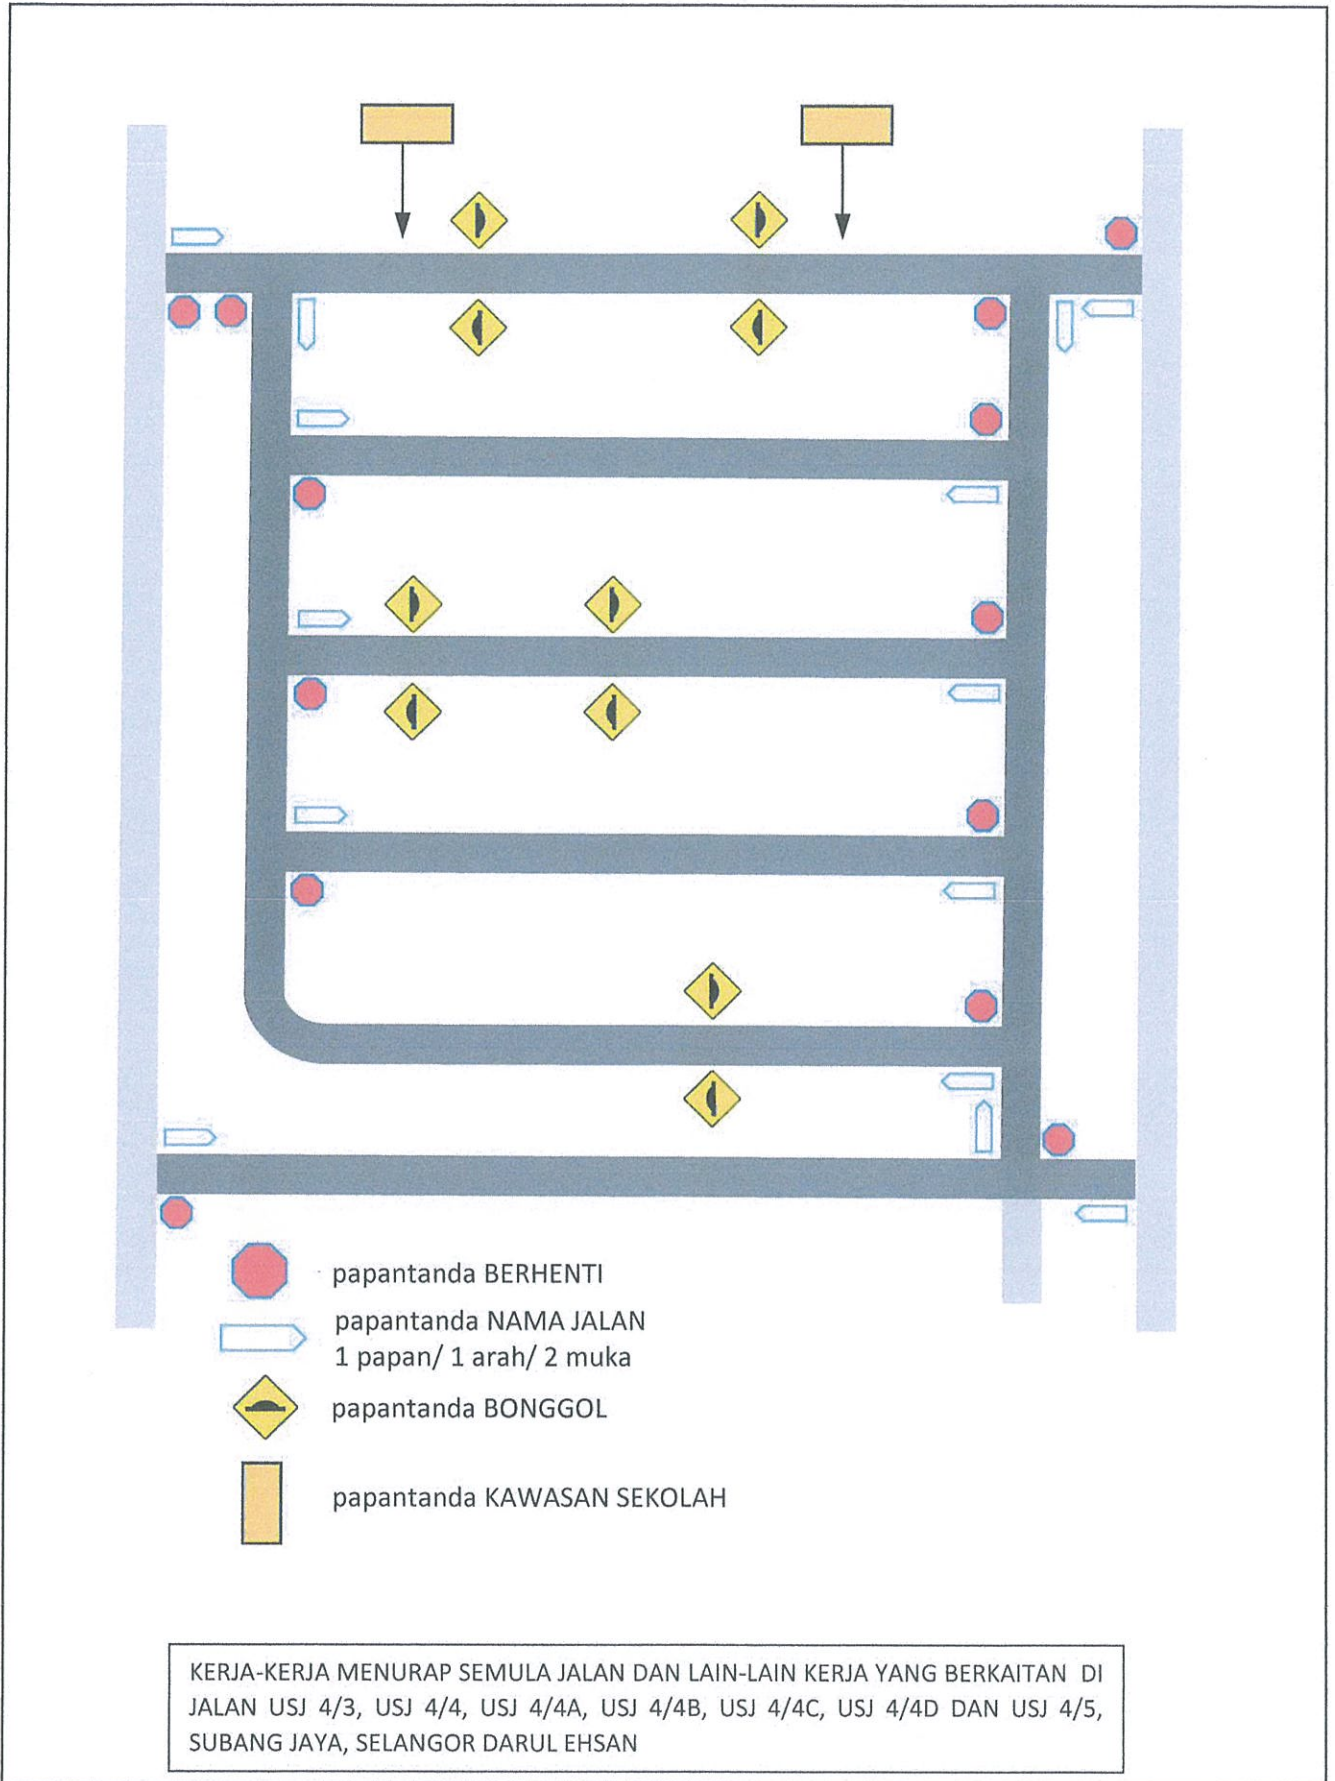 papantanda BERHENTI
papantanda NAMA JALAN
1 papan/ 1 arah/ 2 muka
papantanda BONGGOL
papantanda KAWASAN SEKOLAH
KERJA-KERJA MENURAP SEMULA JALAN DAN LAIN-LAIN KERJA YANG BERKAITAN DI
JALAN USJ 4/3, USJ 4/4, USJ 4/4A, USJ 4/4B, USJ 4/4C, USJ 4/4D DAN USJ 4/5,
SUBANG JAYA, SELANGOR DARUL EHSAN